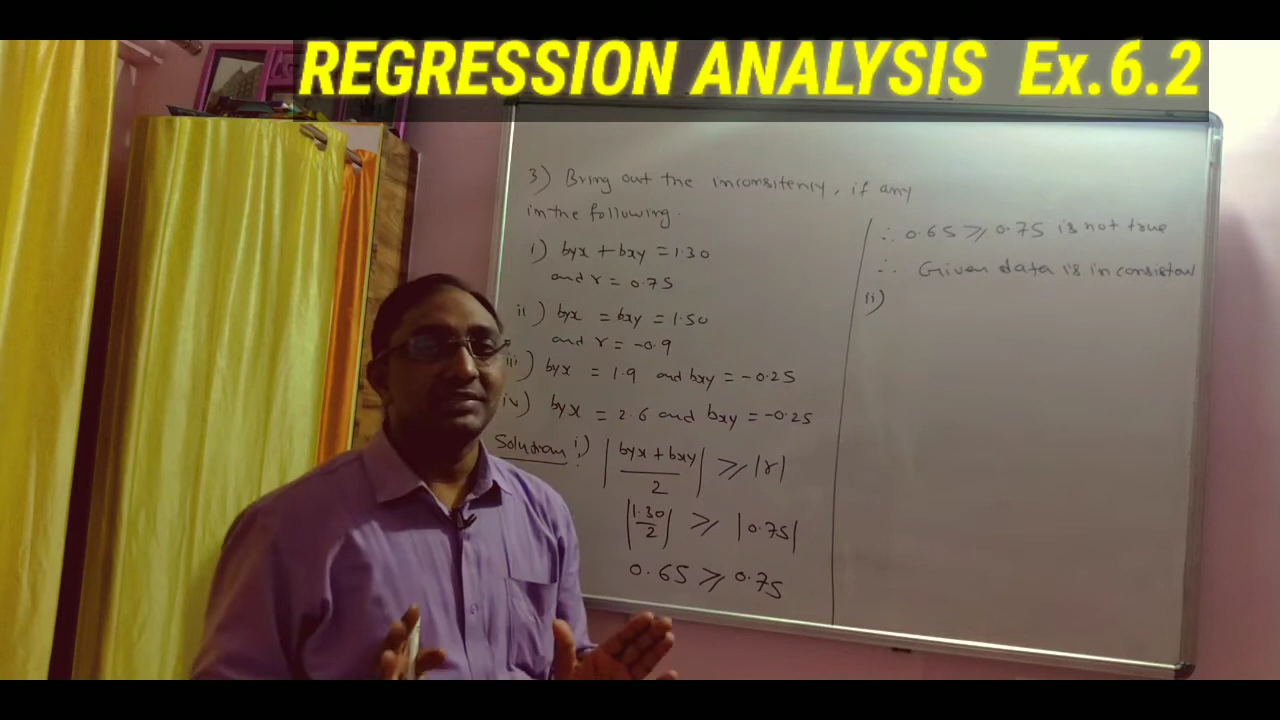 REGRESSION ANALYSIS Ex.6.2
3) Bring out the inconsitency, if any
in the following.
i) byx + bxy = 1.30
and r = 0.75
ii) byx = bxy = 1.50
and r = -0.9
iii) byx = 1.9 and bxy = -0.25
iv) byx = 2.6 and bxy = -0.25
Solution: i) | byx + bxy / 2 | ⩾ |r|
| 1.30 / 2 | ⩾ |0.75|
0.65 ⩾ 0.75
∴ 0.65 ⩾ 0.75 is not true
∴ Given data is inconsistent
ii)